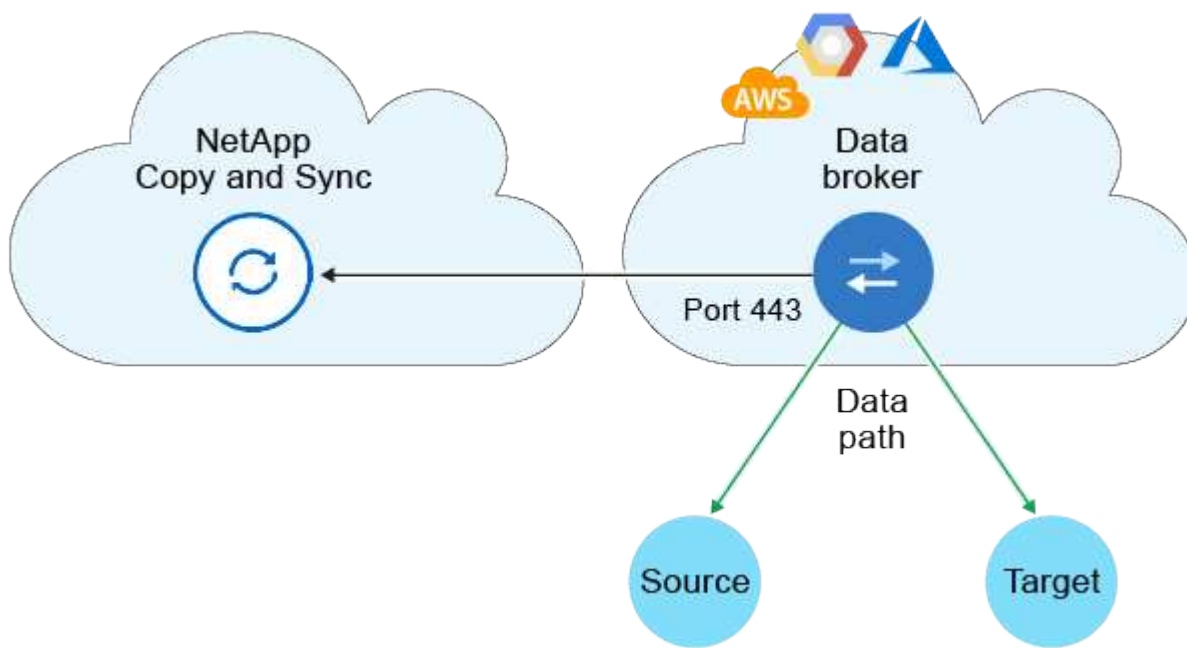 NetApp
Copy and Sync
AWS
Data
broker
Port 443
Data
path
Source
Target